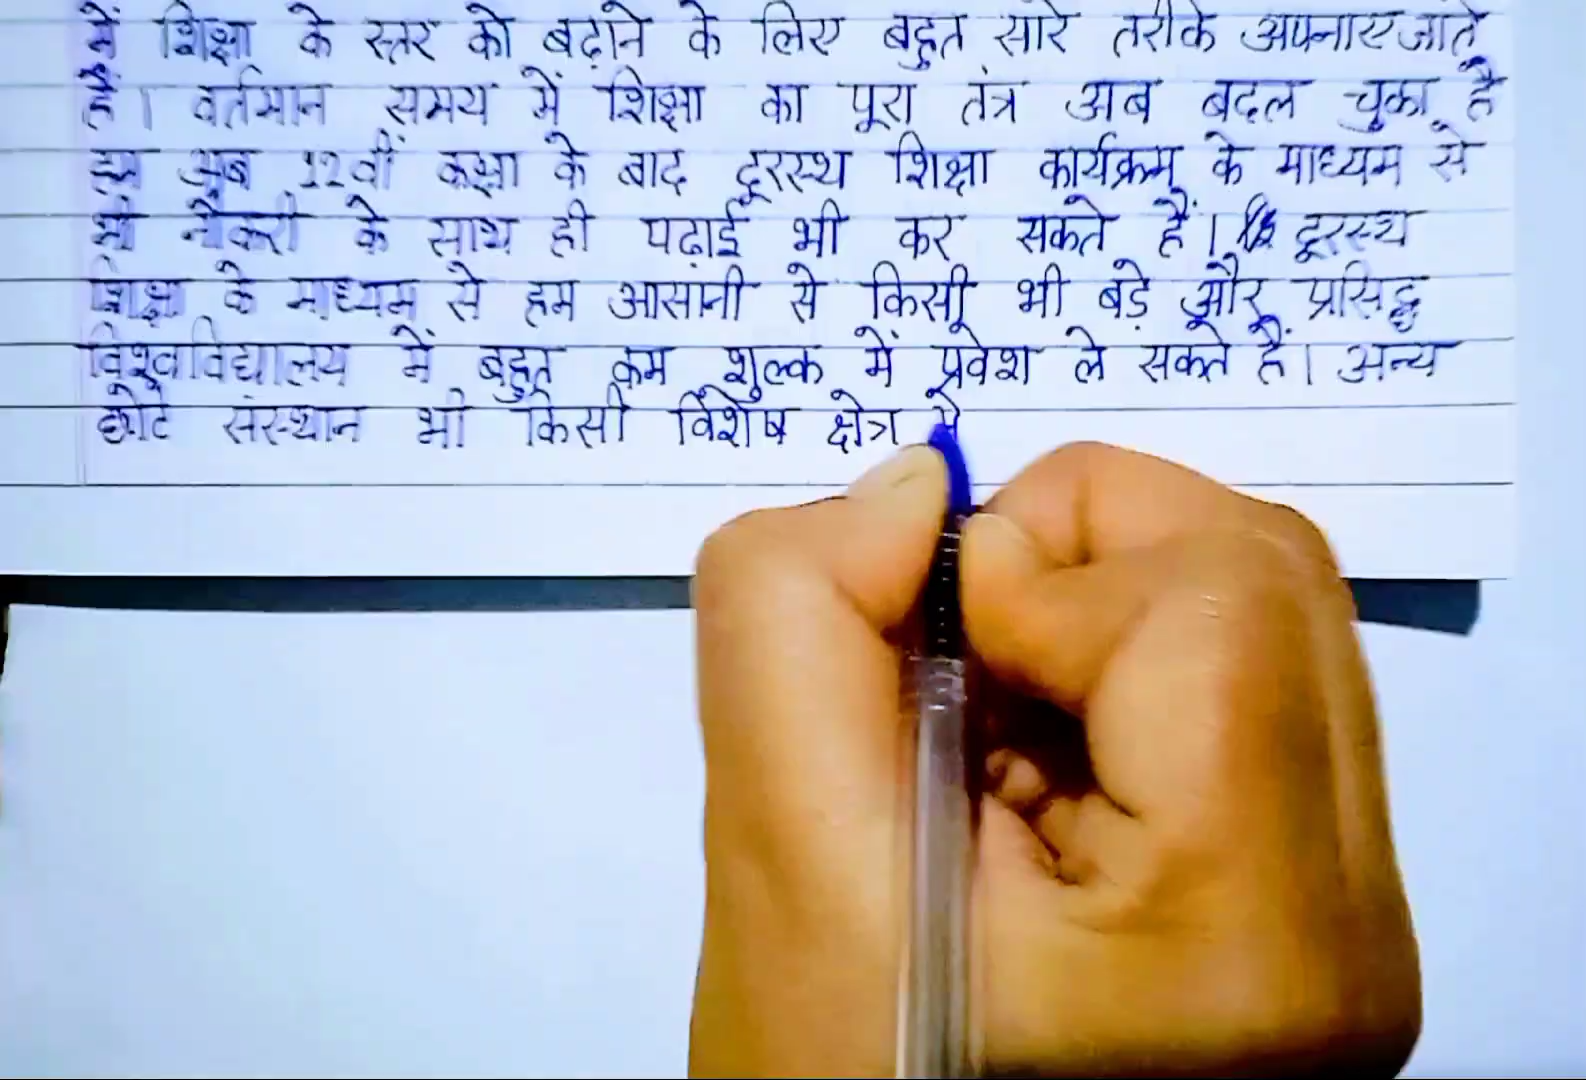 में शिक्षा के स्तर को बढ़ाने के लिए बहुत सारे तरीके अपनाए जाते
हैं। वर्तमान समय में शिक्षा का पूरा तंत्र अब बदल चुका है
हम अब 12वीं कक्षा के बाद दूरस्थ शिक्षा कार्यक्रम के माध्यम से
भी नौकरी के साथ ही पढ़ाई भी कर सकते हैं। दूरस्थ
शिक्षा के माध्यम से हम आसानी से किसी भी बड़े और प्रसिद्ध
विश्वविद्यालय में बहुत कम शुल्क में प्रवेश ले सकते हैं। अन्य
छोटे संस्थान भी किसी विशेष क्षेत्र